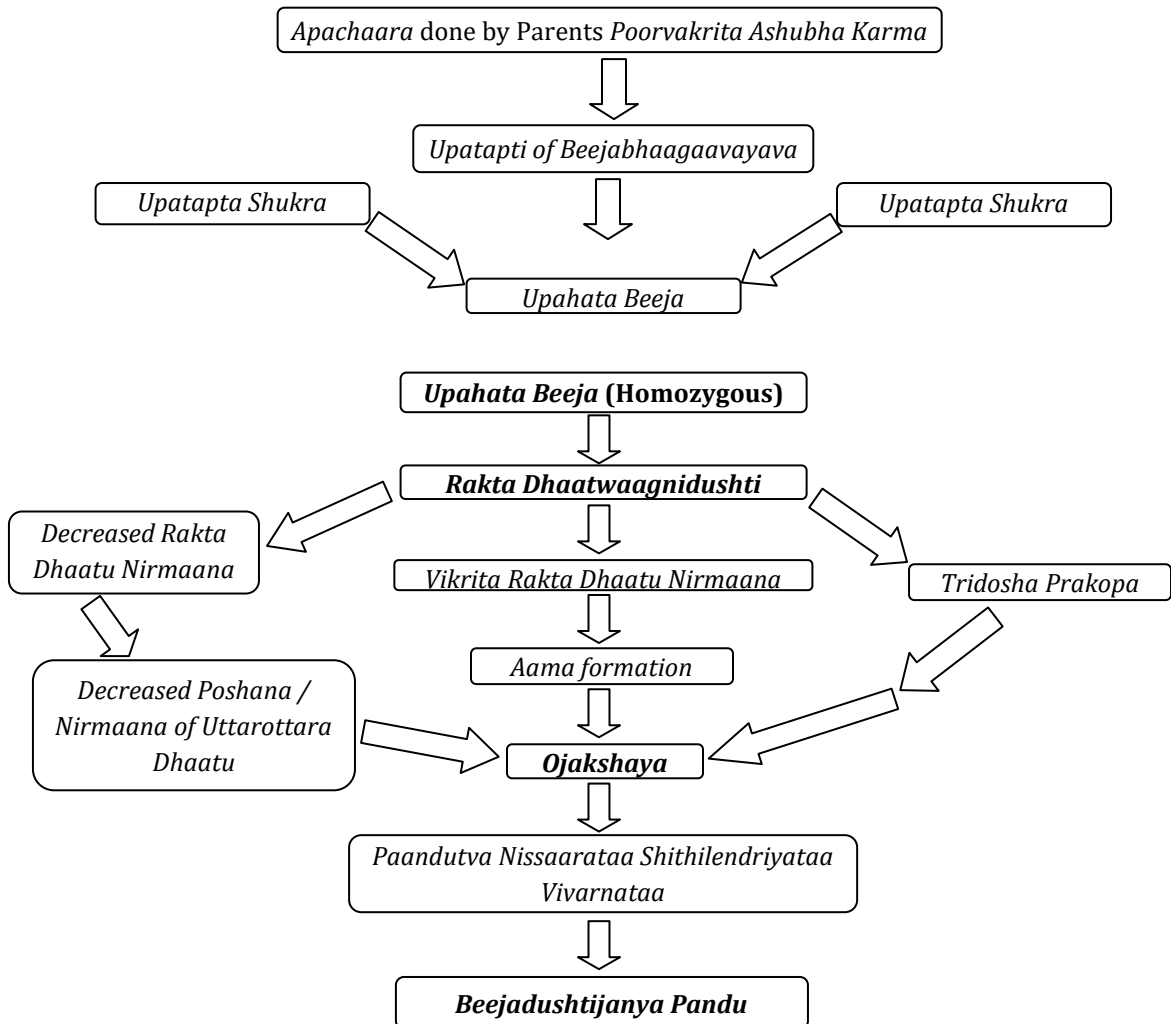 Apachaara done by Parents Poorvakrita Ashubha Karma
Upatapti of Beejabhaagaavayava
Upatapta Shukra
Upatapta Shukra
Upahata Beeja
Upahata Beeja (Homozygous)
Rakta Dhaatwaagnidushti
Decreased Rakta
Dhaatu Nirmaana
Vikrita Rakta Dhaatu Nirmaana
Tridosha Prakopa
Aama formation
Decreased Poshana /
Nirmaana of Uttarottara
Dhaatu
Ojakshaya
Paandutva Nissaarataa Shithilendriyataa
Vivarnataa
Beejadushtijanya Pandu